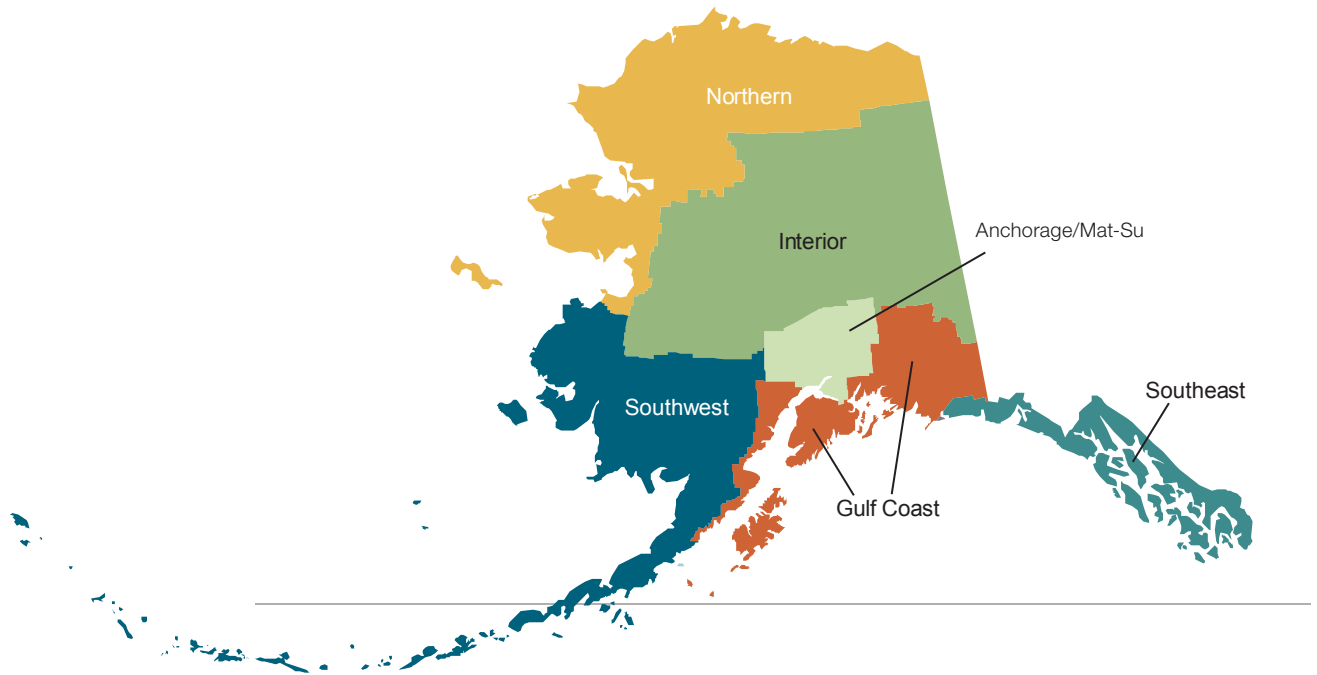 Northern
Interior
Anchorage/Mat-Su
Southeast
Southwest
Gulf Coast